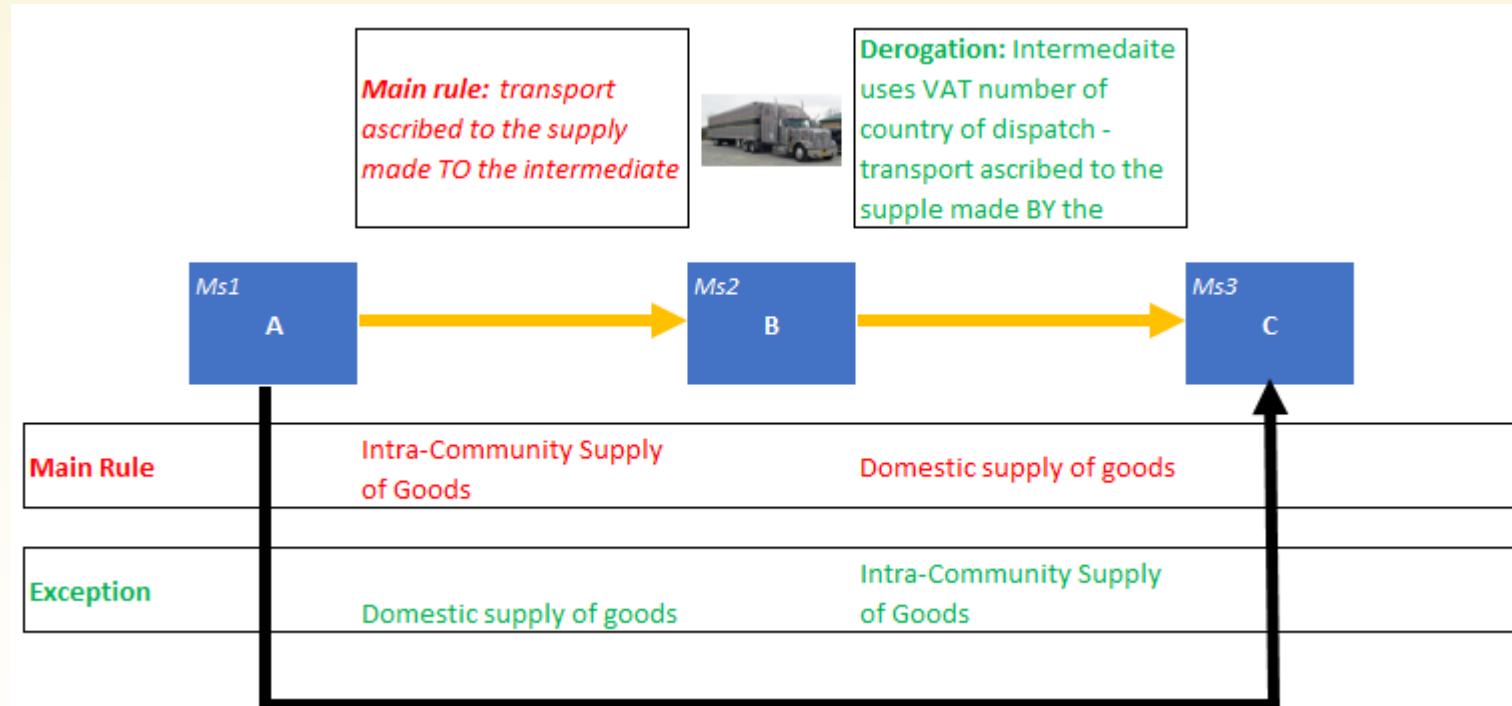 Main rule: transport
ascribed to the supply
made TO the intermediate
Derogation: Intermedaite
uses VAT number of
country of dispatch -
transport ascribed to the
supple made BY the
Ms1
A
Ms2
B
Ms3
C
Main Rule
Intra-Community Supply
of Goods
Domestic supply of goods
Exception
Domestic supply of goods
Intra-Community Supply
of Goods